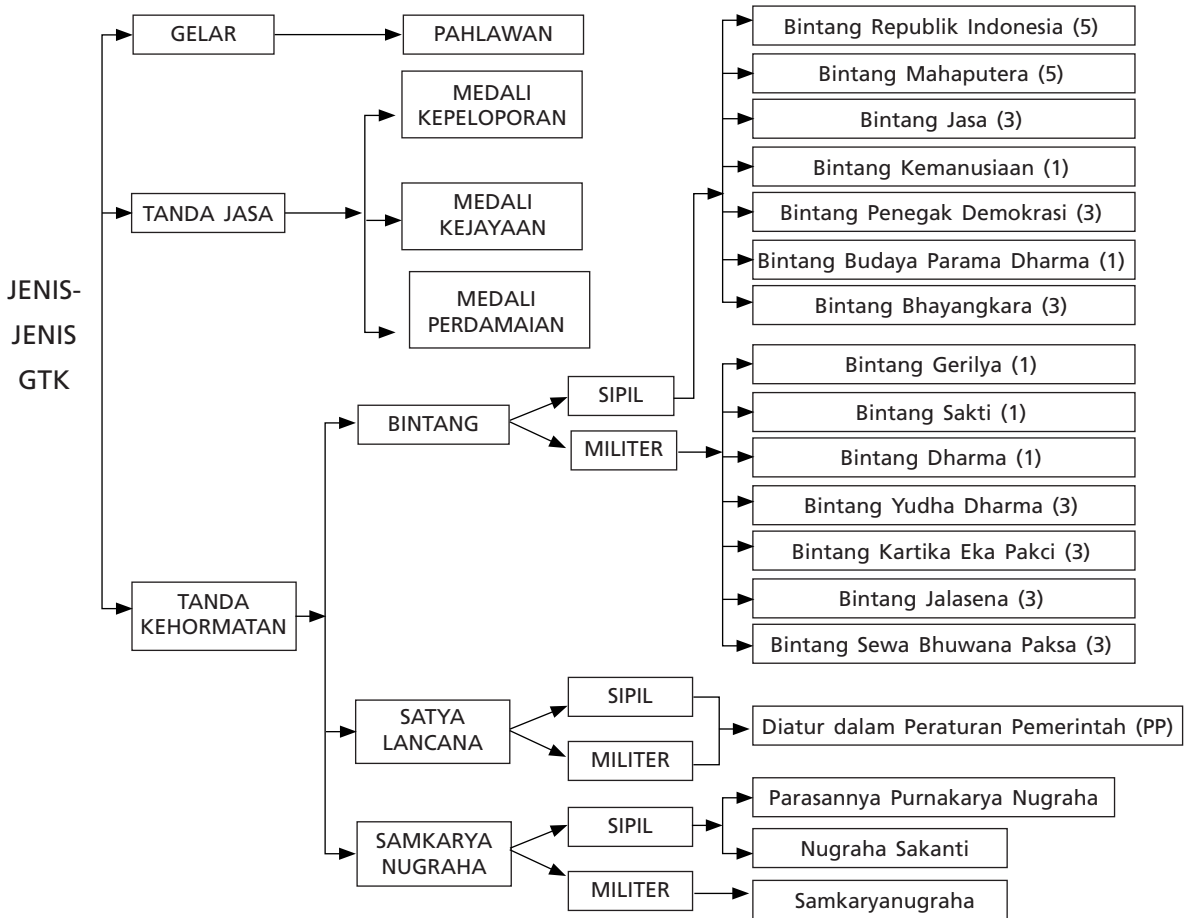 JENIS-
JENIS
GTK
GELAR
PAHLAWAN
TANDA JASA
MEDALI
KEPELOPORAN
MEDALI
KEJAYAAN
MEDALI
PERDAMAIAN
TANDA
KEHORMATAN
BINTANG
SIPIL
Bintang Republik Indonesia (5)
Bintang Mahaputera (5)
Bintang Jasa (3)
Bintang Kemanusiaan (1)
Bintang Penegak Demokrasi (3)
Bintang Budaya Parama Dharma (1)
Bintang Bhayangkara (3)
MILITER
Bintang Gerilya (1)
Bintang Sakti (1)
Bintang Dharma (1)
Bintang Yudha Dharma (3)
Bintang Kartika Eka Pakci (3)
Bintang Jalasena (3)
Bintang Sewa Bhuwana Paksa (3)
SATYA
LANCANA
SIPIL
MILITER
Diatur dalam Peraturan Pemerintah (PP)
SAMKARYA
NUGRAHA
SIPIL
Parasannya Purnakarya Nugraha
Nugraha Sakanti
MILITER
Samkaryanugraha